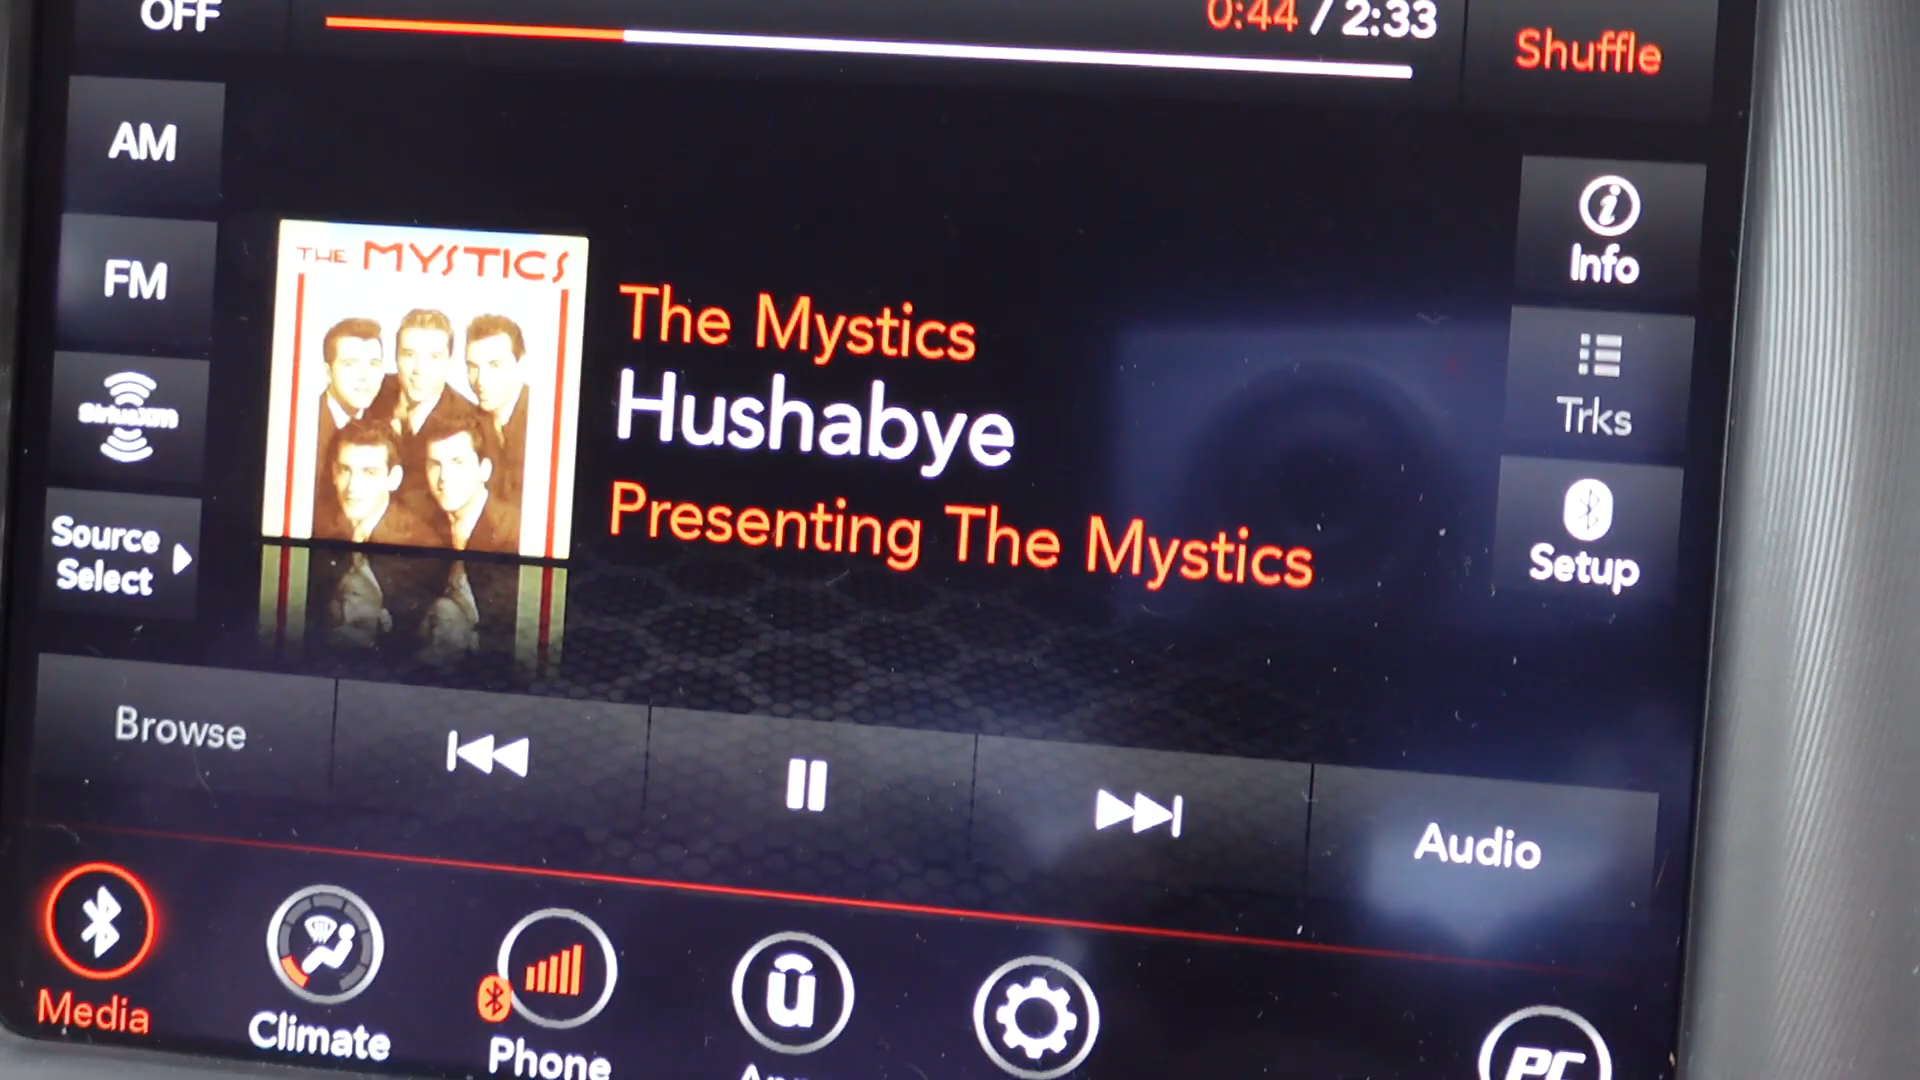 OFF
0:44 / 2:33
Shuffle
AM
FM
SiriusXM
Source
Select
THE MYSTICS
The Mystics
Hushabye
Presenting The Mystics
Info
Trks
Setup
Browse
Audio
Media
Climate
Phone